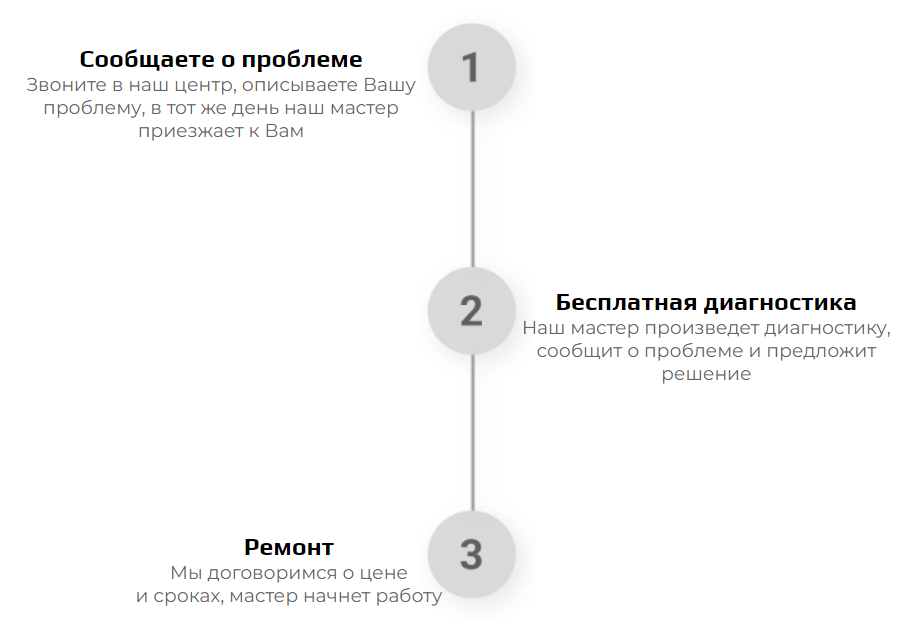 Сообщаете о проблеме
Звоните в наш центр, описываете Вашу
проблему, в тот же день наш мастер
приезжает к Вам
1
2
Бесплатная диагностика
Наш мастер произведет диагностику,
сообщит о проблеме и предложит
решение
Ремонт
Мы договоримся о цене
и сроках, мастер начнет работу
3